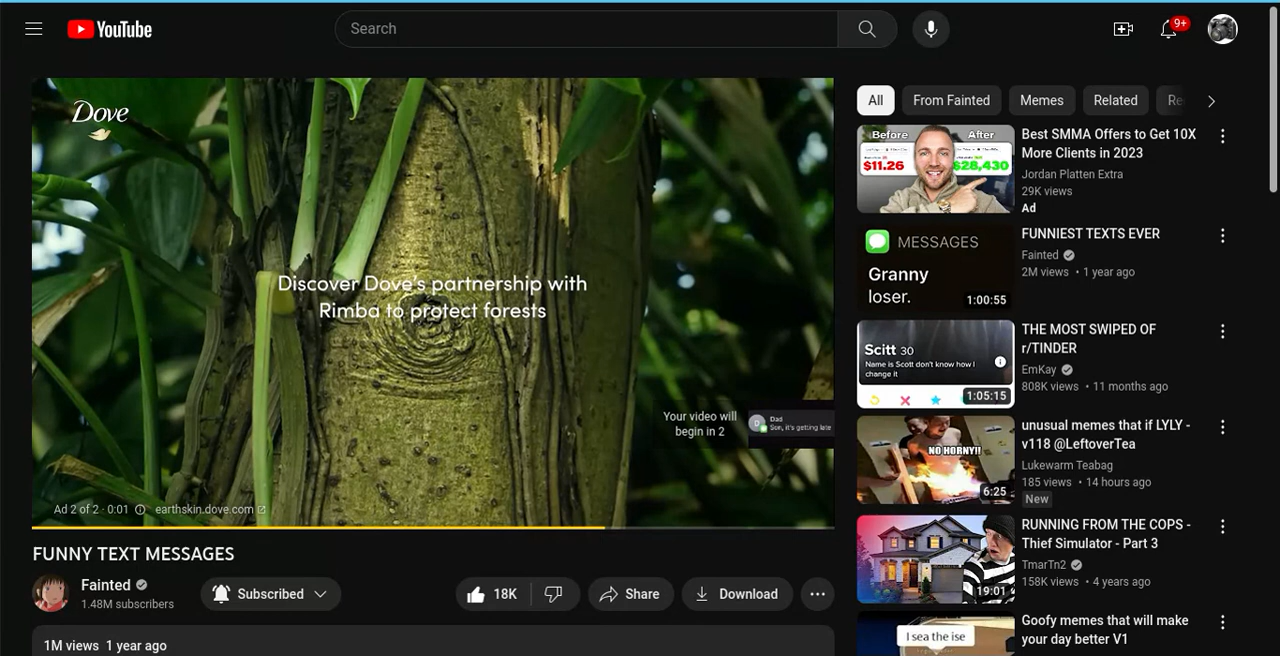 YouTube
Search
9+
Dove
Discover Dove's partnership with
Rimba to protect forests
Your video will
begin in 2
D
Dad
Son, it's getting late
Ad 2 of 2 · 0:01
earthskin.dove.com
FUNNY TEXT MESSAGES
Fainted
1.48M subscribers
Subscribed
18K
Share
Download
1M views 1 year ago
All
From Fainted
Memes
Related
Before
After
$11.26
$28,430
Best SMMA Offers to Get 10X
More Clients in 2023
Jordan Platten Extra
29K views
Ad
MESSAGES
Granny
loser.
1:00:55
FUNNIEST TEXTS EVER
Fainted
2M views • 1 year ago
Scitt 30
Name is Scott don't know how I
change it
1:05:15
THE MOST SWIPED OF
r/TINDER
EmKay
808K views • 11 months ago
NO HORNY!!
6:25
unusual memes that if LYLY -
v118 @LeftoverTea
Lukewarm Teabag
185 views • 14 hours ago
New
19:01
RUNNING FROM THE COPS -
Thief Simulator - Part 3
TmarTn2
158K views • 4 years ago
I sea the ise
Goofy memes that will make
your day better V1